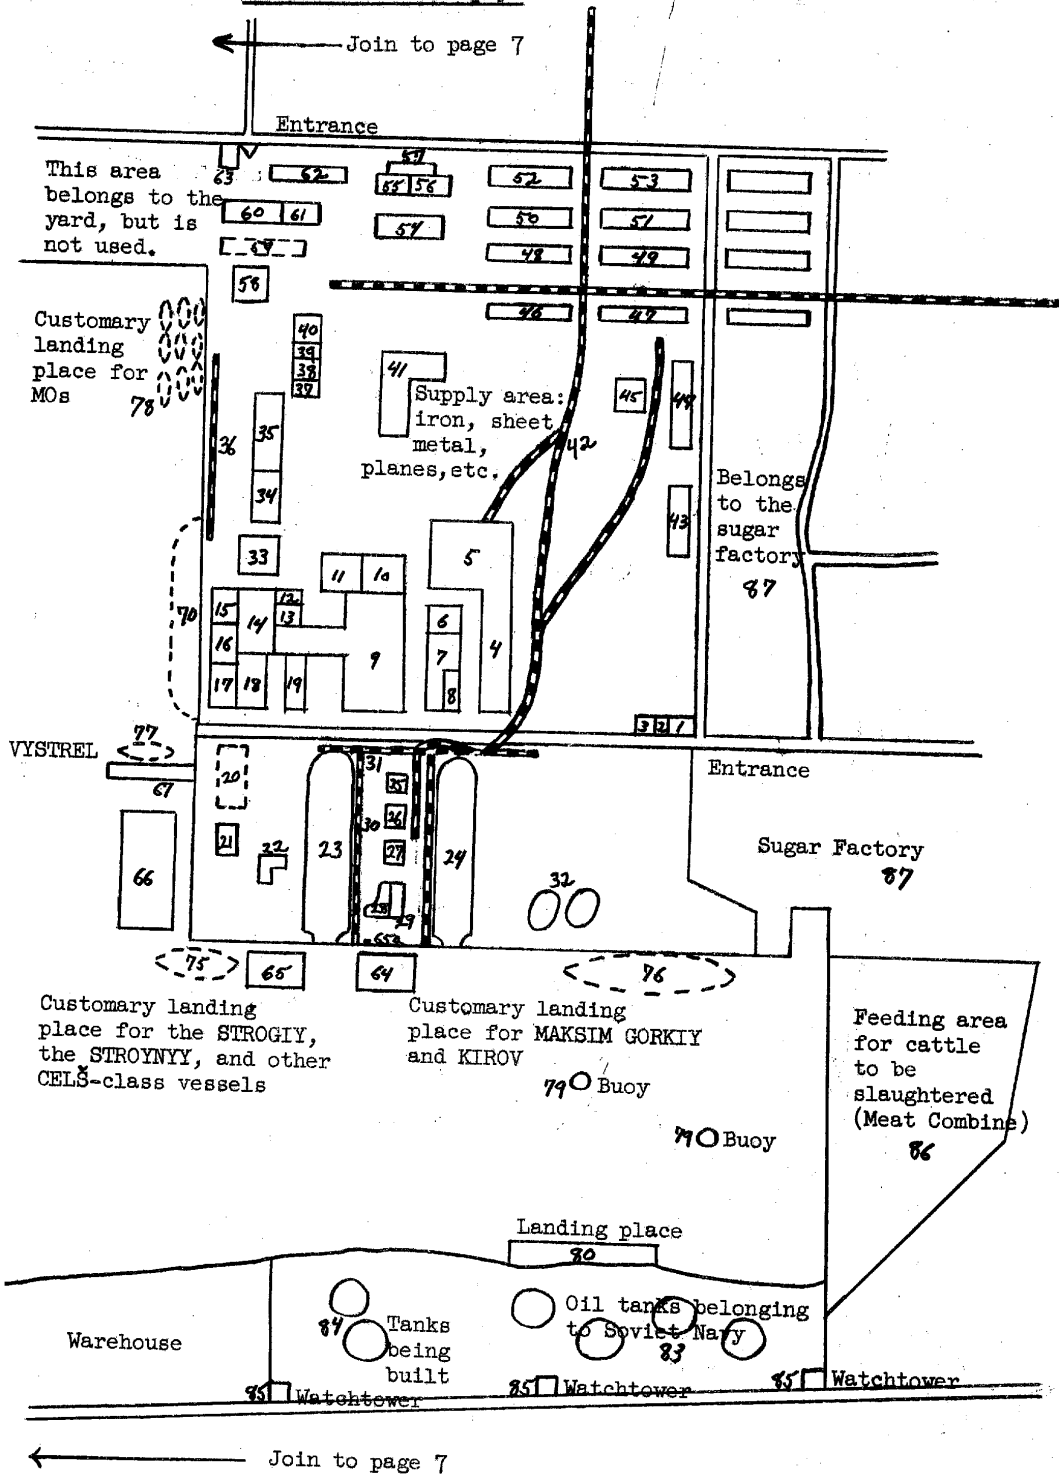 Join to page 7
Entrance
This area
belongs to the
yard, but is
not used.
63
62
57
55 56
52
53
60 61
54
50
51
48
49
58
46
47
Customary
landing
place for
MOs
78
40
39
38
37
41
36
35
34
Supply area:
iron, sheet
metal,
planes, etc.
42
45
44
43
Belongs
to the
sugar
factory
87
33
5
11 10
70
15
14
12
13
16
17 18 19
9
6
7
8
4
3 2 1
VYSTREL
77
67
66
20
21
22
23
31
30
25
26
27
28
29
24
32
Entrance
Sugar Factory
87
65a
75
65
64
76
Customary landing
place for the STROGIY,
the STROYNYY, and other
CELŠ-class vessels
Customary landing
place for MAKSIM GORKIY
and KIROV
79 Buoy
79 Buoy
Feeding area
for cattle
to be
slaughtered
(Meat Combine)
86
Landing place
80
Warehouse
84
Tanks
being
built
Oil tanks belonging
to Soviet Navy
83
85 Watchtower
85 Watchtower
85 Watchtower
Join to page 7